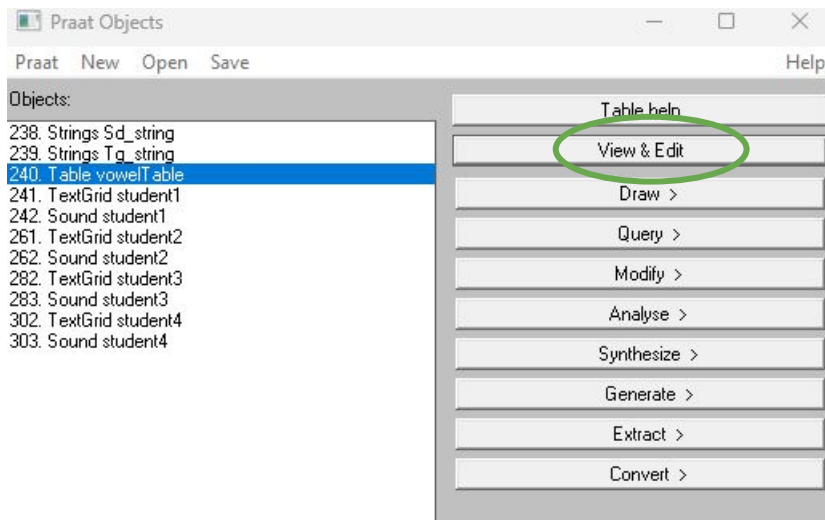 Praat Objects
Praat New Open Save Help
Objects:
238. Strings Sd_string
239. Strings Tg_string
240. Table vowelTable
241. TextGrid student1
242. Sound student1
261. TextGrid student2
262. Sound student2
282. TextGrid student3
283. Sound student3
302. TextGrid student4
303. Sound student4
Table help
View & Edit
Draw >
Query >
Modify >
Analyse >
Synthesize >
Generate >
Extract >
Convert >